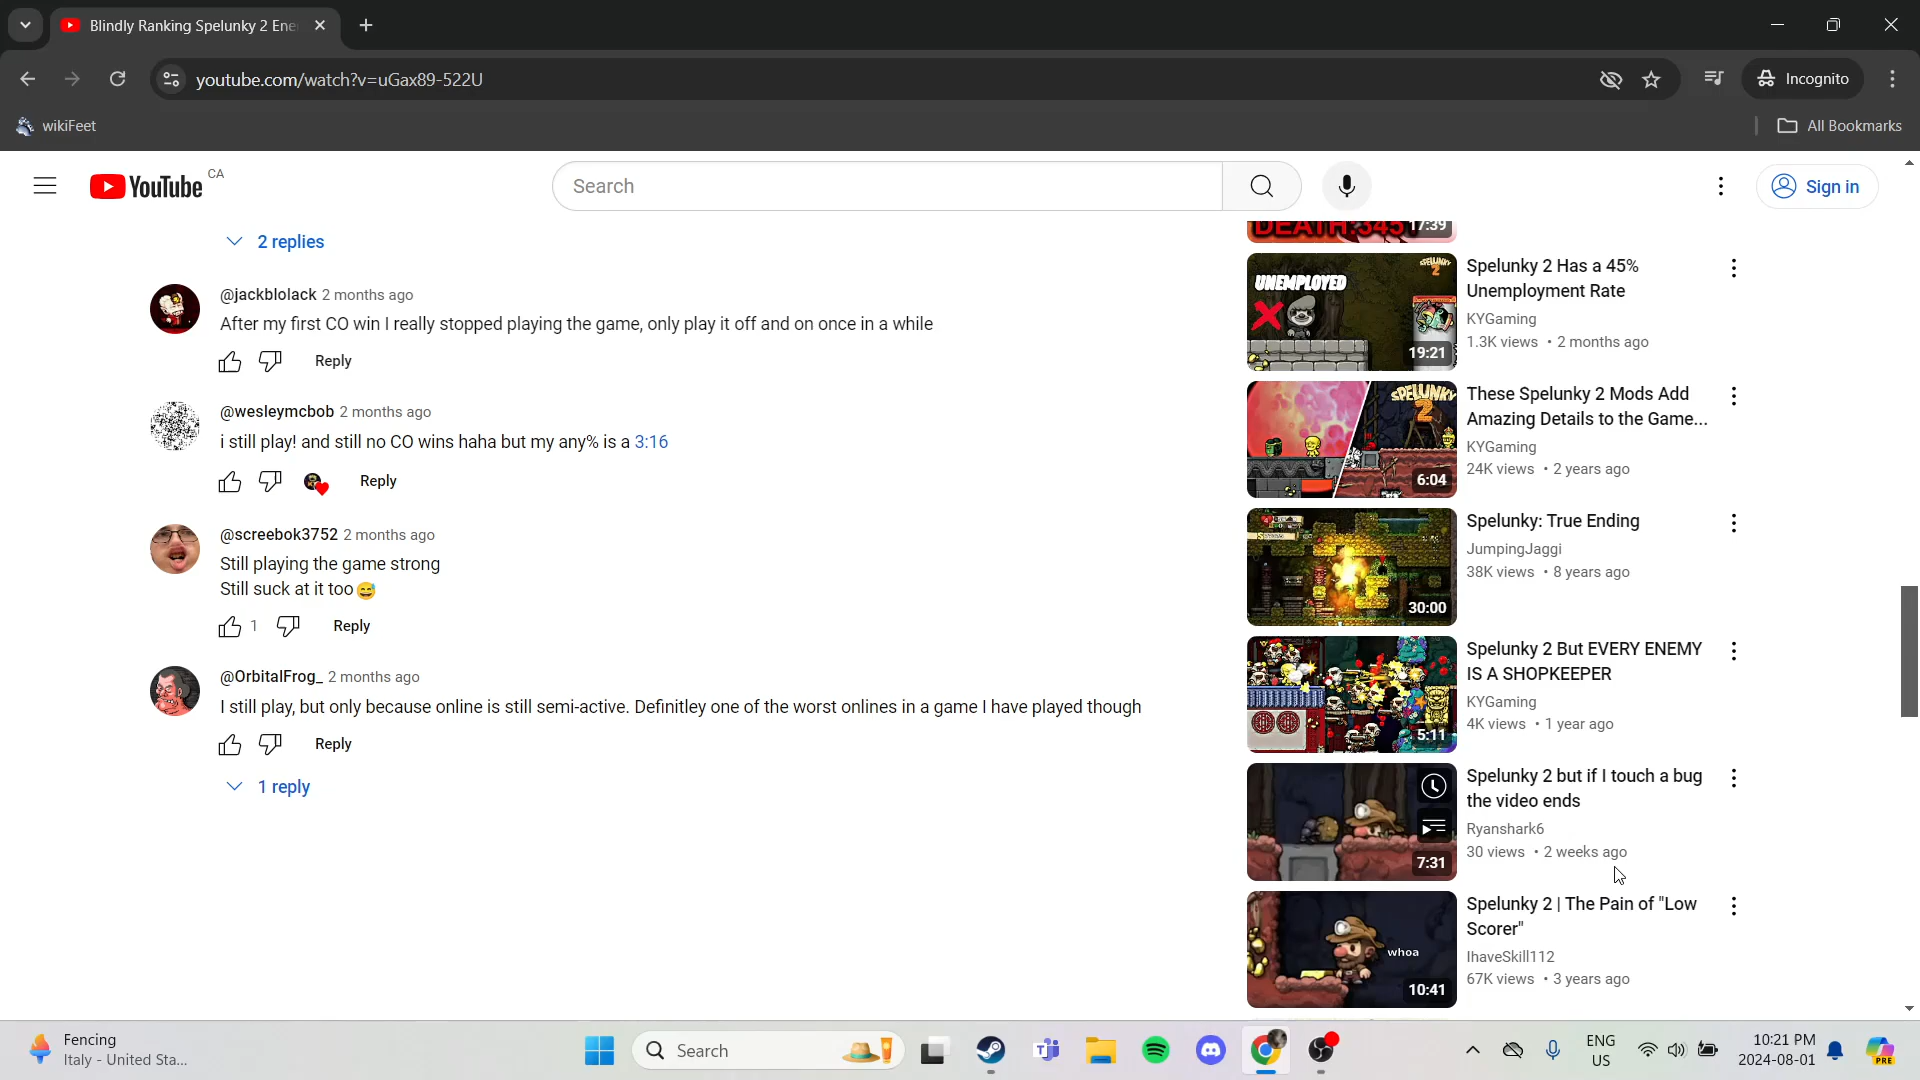 Blindly Ranking Spelunky 2 Ene
youtube.com/watch?v=uGax89-522U
Incognito
wikiFeet
All Bookmarks
YouTube CA
Search
Sign in
2 replies
@jackblolack 2 months ago
After my first CO win I really stopped playing the game, only play it off and on once in a while
Reply
@wesleymcbob 2 months ago
i still play! and still no CO wins haha but my any% is a 3:16
Reply
@screebok3752 2 months ago
Still playing the game strong
Still suck at it too😅
1 Reply
@OrbitalFrog_ 2 months ago
I still play, but only because online is still semi-active. Definitley one of the worst onlines in a game I have played though
Reply
1 reply
DEATH:345
17:39
UNEMPLOYED
SPELUNKY 2
19:21
Spelunky 2 Has a 45%
Unemployment Rate
KYGaming
1.3K views • 2 months ago
SPELUNKY 2
6:04
These Spelunky 2 Mods Add
Amazing Details to the Game...
KYGaming
24K views • 2 years ago
30:00
Spelunky: True Ending
JumpingJaggi
38K views • 8 years ago
5:11
Spelunky 2 But EVERY ENEMY
IS A SHOPKEEPER
KYGaming
4K views • 1 year ago
7:31
Spelunky 2 but if I touch a bug
the video ends
Ryanshark6
30 views • 2 weeks ago
whoa
10:41
Spelunky 2 | The Pain of "Low
Scorer"
IhaveSkill112
67K views • 3 years ago
Fencing
Italy - United Sta...
Search
ENG
US
10:21 PM
2024-08-01
PRE